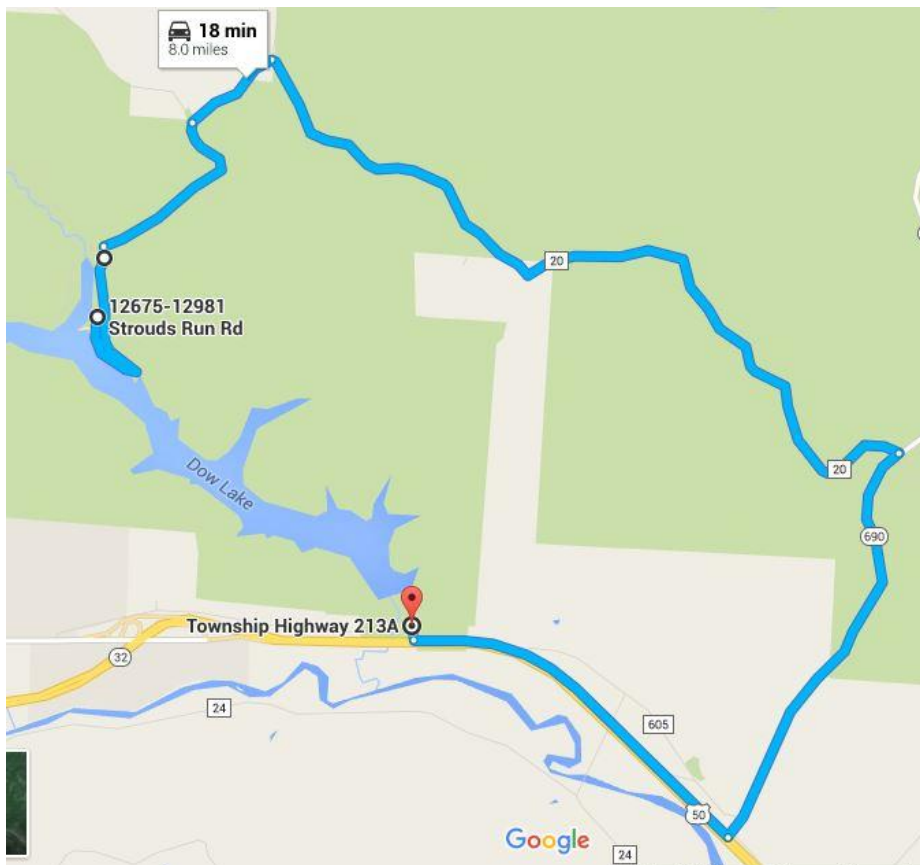 18 min
8.0 miles
20
12675-12981
Strouds Run Rd
20
Dow Lake
690
Township Highway 213A
32
24
605
50
Google
24